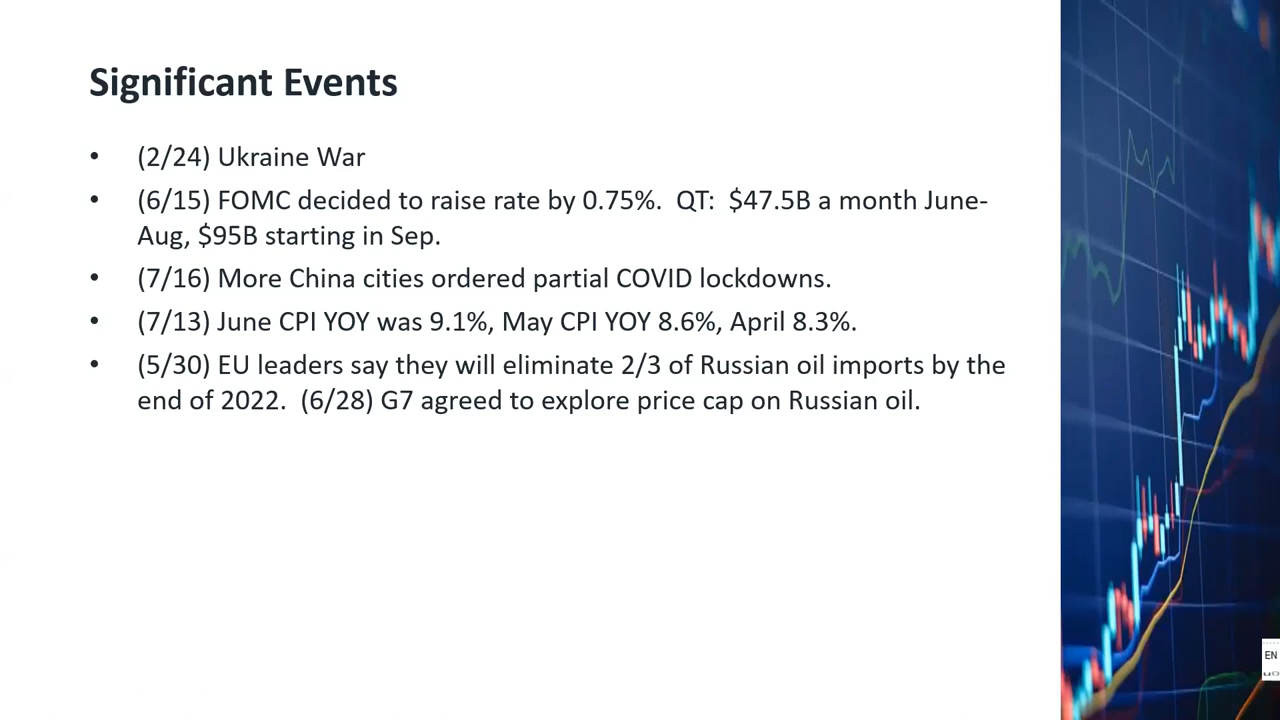 Significant Events
• (2/24) Ukraine War
• (6/15) FOMC decided to raise rate by 0.75%.  QT:  $47.5B a month June-
Aug, $95B starting in Sep.
• (7/16) More China cities ordered partial COVID lockdowns.
• (7/13) June CPI YOY was 9.1%, May CPI YOY 8.6%, April 8.3%.
• (5/30) EU leaders say they will eliminate 2/3 of Russian oil imports by the
end of 2022.  (6/28) G7 agreed to explore price cap on Russian oil.
EN